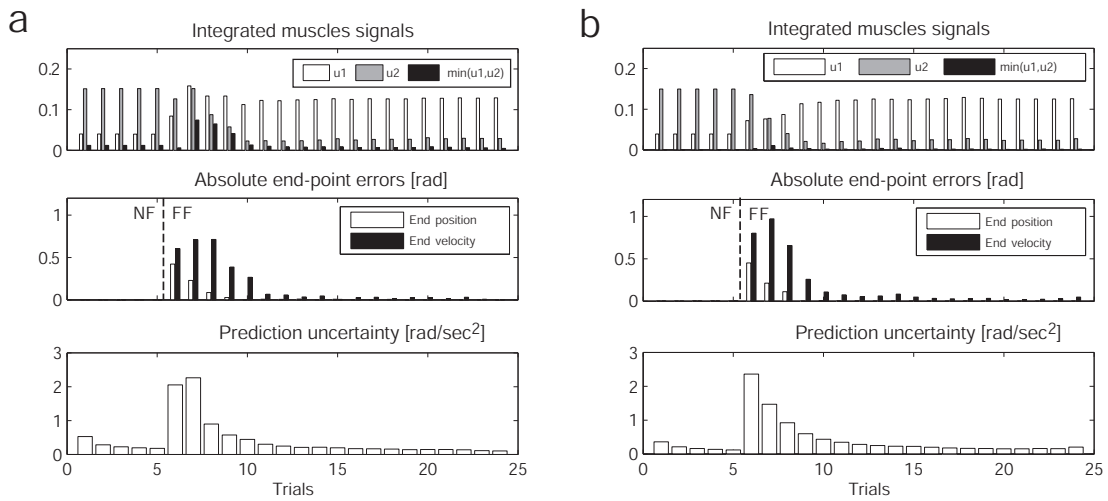 a
Integrated muscles signals
0.2
0.1
0
u1 u2 min(u1,u2)
Absolute end-point errors [rad]
1
0.5
0
NF FF
End position
End velocity
Prediction uncertainty [rad/sec2]
3
2
1
0
0 5 10 15 20 25
Trials
b
Integrated muscles signals
0.2
0.1
0
u1 u2 min(u1,u2)
Absolute end-point errors [rad]
1
0.5
0
NF FF
End position
End velocity
Prediction uncertainty [rad/sec2]
3
2
1
0
0 5 10 15 20 25
Trials